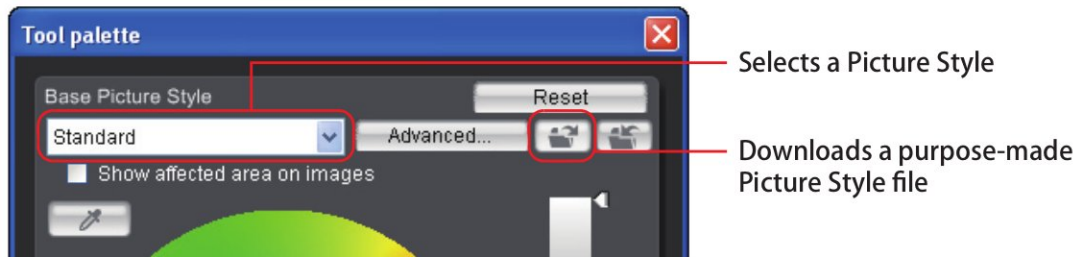 Tool palette
Selects a Picture Style
Base Picture Style
Reset
Standard
Advanced...
Downloads a purpose-made
Picture Style file
Show affected area on images